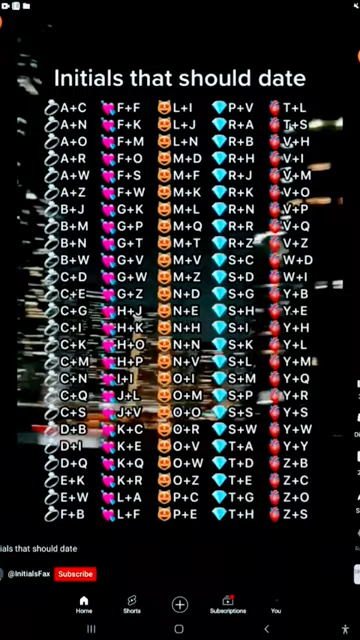 Initials that should date
A+C F+F L+I P+V T+L
A+N F+K L+J R+A T+S
A+O F+M L+N R+B V+H
A+R F+O M+D R+H V+I
A+W F+S M+F R+J V+M
A+Z F+W M+K R+K V+O
B+J G+K M+L R+N V+P
B+M G+P M+Q R+R V+Q
B+N G+T M+T R+Z V+Z
B+W G+V M+V S+C W+D
C+D G+W M+Z S+D W+I
C+E G+Z N+D S+G Y+B
C+G H+J N+E S+H Y+E
C+I H+K N+H S+I Y+H
C+K H+O N+N S+K Y+L
C+M H+P N+V S+L Y+M
C+N I+I O+I S+M Y+Q
C+Q J+L O+M S+P Y+R
C+S J+V O+O S+S Y+S
D+B K+C O+R S+W Y+W
D+I K+E O+V T+A Y+Y
D+Q K+Q O+W T+D Z+B
E+K K+R O+Z T+E Z+C
E+W L+A P+C T+G Z+O
F+B L+F P+E T+H Z+S
ials that should date
@InitialsFax Subscribe
Home Shorts Subscriptions You